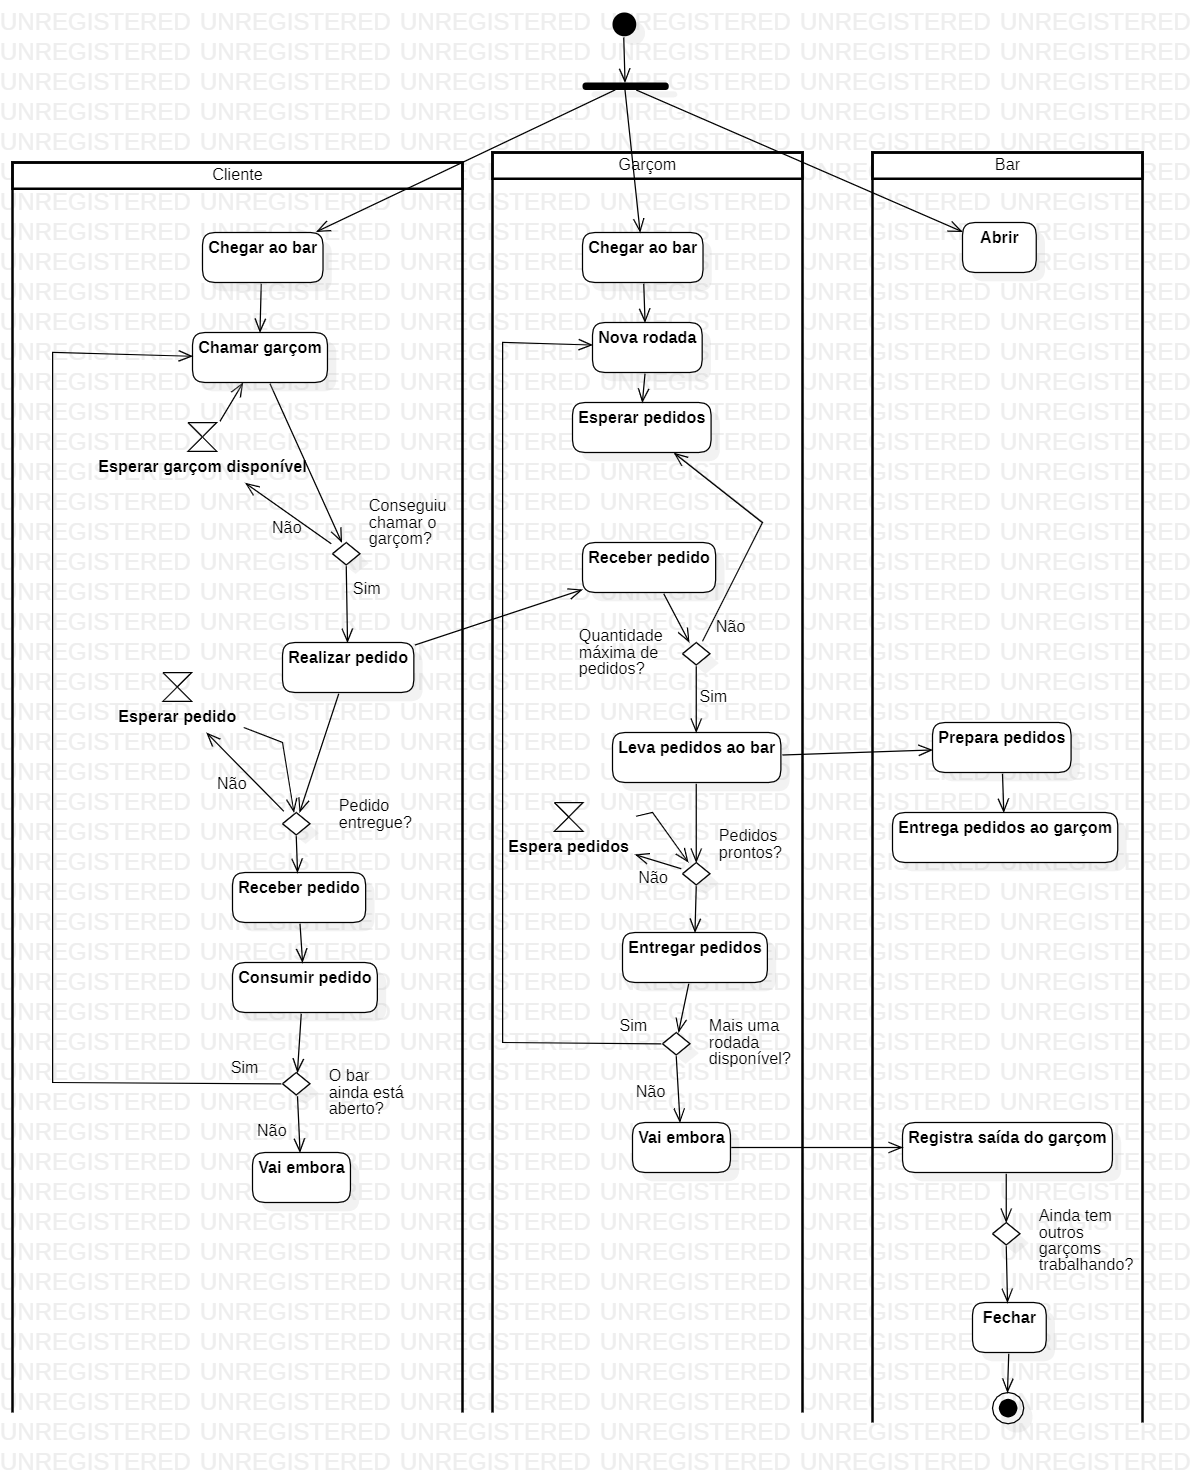 Cliente
Chegar ao bar
Chamar garçom
Esperar garçom disponível
Conseguiu
chamar o
garçom?
Não
Sim
Realizar pedido
Esperar pedido
Não
Pedido
entregue?
Receber pedido
Consumir pedido
Sim
O bar
ainda está
aberto?
Não
Vai embora
Garçom
Chegar ao bar
Nova rodada
Esperar pedidos
Receber pedido
Não
Quantidade
máxima de
pedidos?
Sim
Leva pedidos ao bar
Espera pedidos
Pedidos
prontos?
Não
Entregar pedidos
Sim
Mais uma
rodada
disponível?
Não
Vai embora
Bar
Abrir
Prepara pedidos
Entrega pedidos ao garçom
Registra saída do garçom
Ainda tem
outros
garçoms
trabalhando?
Fechar
UNREGISTERED UNREGISTERED UNREGISTERED UNREGISTERED UNREGISTERED UNREGISTERED